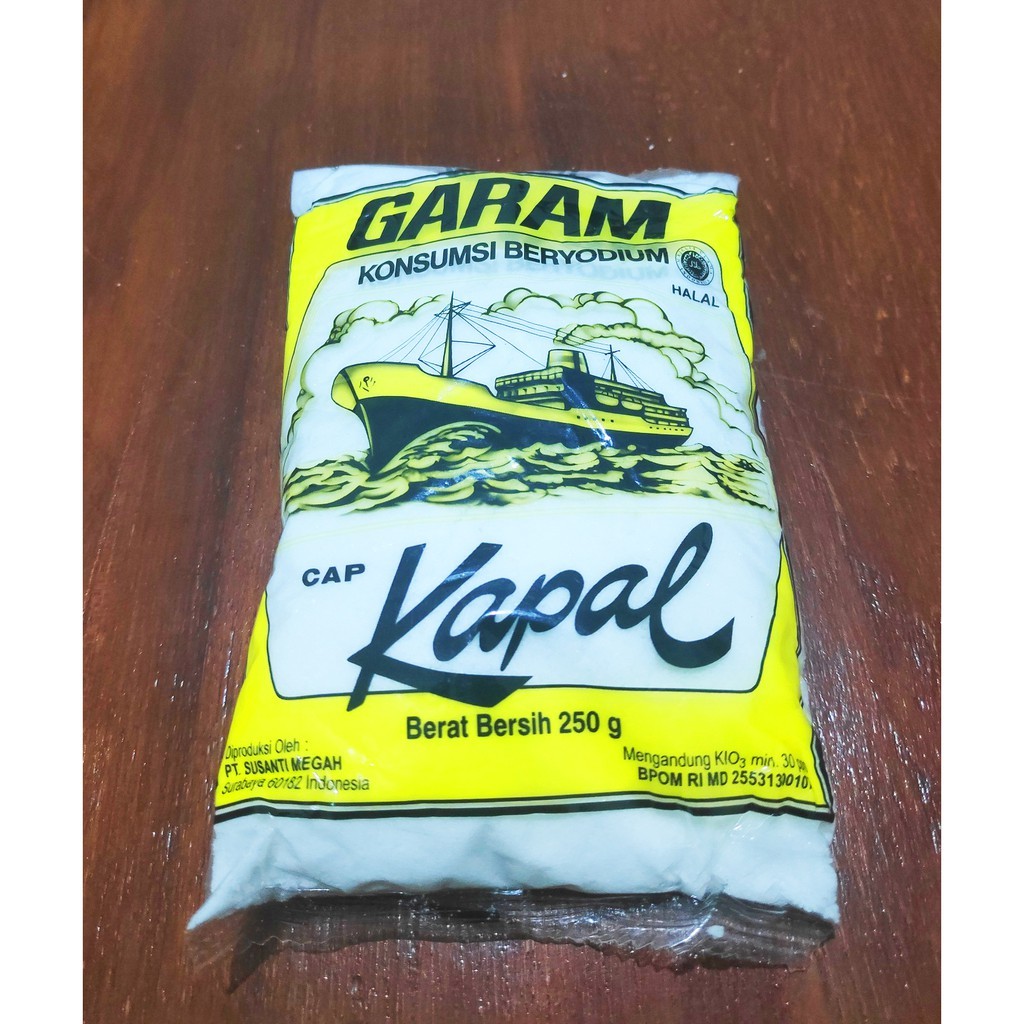 GARAM
KONSUMSI BERYODIUM
HALAL
CAP Kapal
Berat Bersih 250 g
Diproduksi Oleh :
PT. SUSANTI MEGAH
Surabaya 60182 Indonesia
Mengandung KIO₃ min. 30
BPOM RI MD